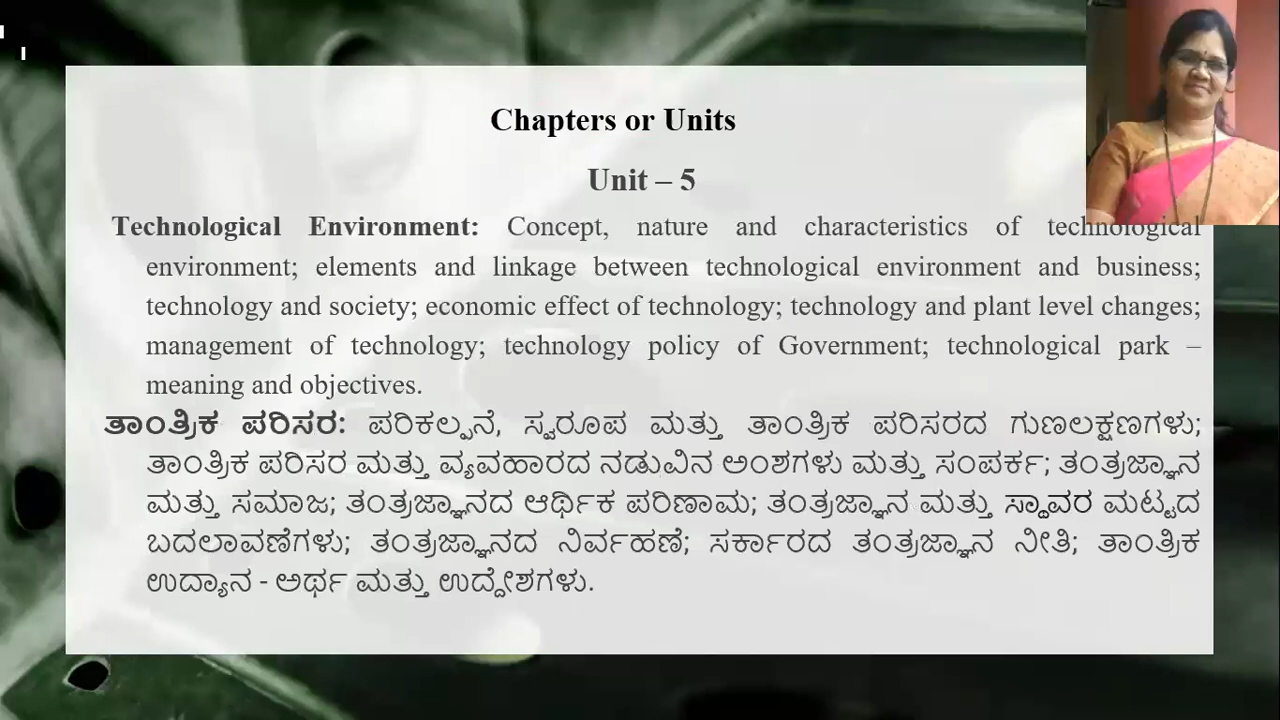 Chapters or Units
Unit – 5
Technological Environment: Concept, nature and characteristics of technological
environment; elements and linkage between technological environment and business;
technology and society; economic effect of technology; technology and plant level changes;
management of technology; technology policy of Government; technological park –
meaning and objectives.
ತಾಂತ್ರಿಕ ಪರಿಸರ: ಪರಿಕಲ್ಪನೆ, ಸ್ವರೂಪ ಮತ್ತು ತಾಂತ್ರಿಕ ಪರಿಸರದ ಗುಣಲಕ್ಷಣಗಳು;
ತಾಂತ್ರಿಕ ಪರಿಸರ ಮತ್ತು ವ್ಯವಹಾರದ ನಡುವಿನ ಅಂಶಗಳು ಮತ್ತು ಸಂಪರ್ಕ; ತಂತ್ರಜ್ಞಾನ
ಮತ್ತು ಸಮಾಜ; ತಂತ್ರಜ್ಞಾನದ ಆರ್ಥಿಕ ಪರಿಣಾಮ; ತಂತ್ರಜ್ಞಾನ ಮತ್ತು ಸ್ಥಾವರ ಮಟ್ಟದ
ಬದಲಾವಣೆಗಳು; ತಂತ್ರಜ್ಞಾನದ ನಿರ್ವಹಣೆ; ಸರ್ಕಾರದ ತಂತ್ರಜ್ಞಾನ ನೀತಿ; ತಾಂತ್ರಿಕ
ಉದ್ಯಾನ - ಅರ್ಥ ಮತ್ತು ಉದ್ದೇಶಗಳು.